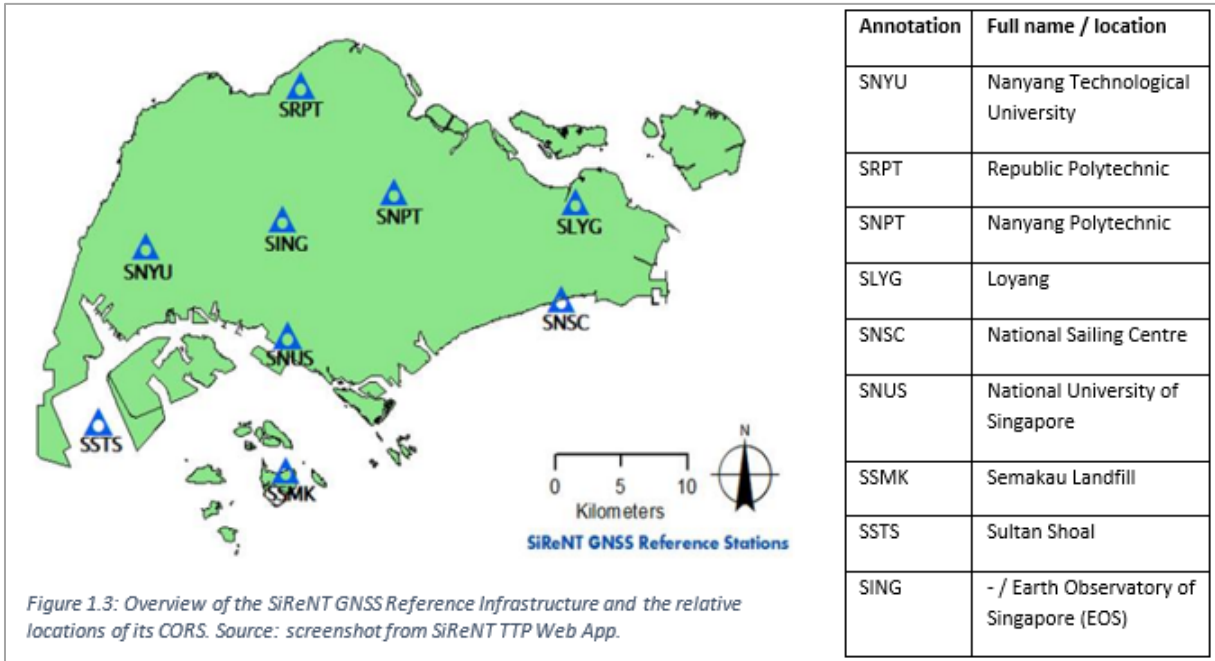 SRPT
SNPT
SLYG
SING
SNYU
SNSC
SNUS
SSTS
SSMK
N
0 5 10
Kilometers
SiReNT GNSS Reference Stations
Figure 1.3: Overview of the SiReNT GNSS Reference Infrastructure and the relative
locations of its CORS. Source: screenshot from SiReNT TTP Web App.
Annotation Full name / location
SNYU Nanyang Technological
University
SRPT Republic Polytechnic
SNPT Nanyang Polytechnic
SLYG Loyang
SNSC National Sailing Centre
SNUS National University of
Singapore
SSMK Semakau Landfill
SSTS Sultan Shoal
SING - / Earth Observatory of
Singapore (EOS)